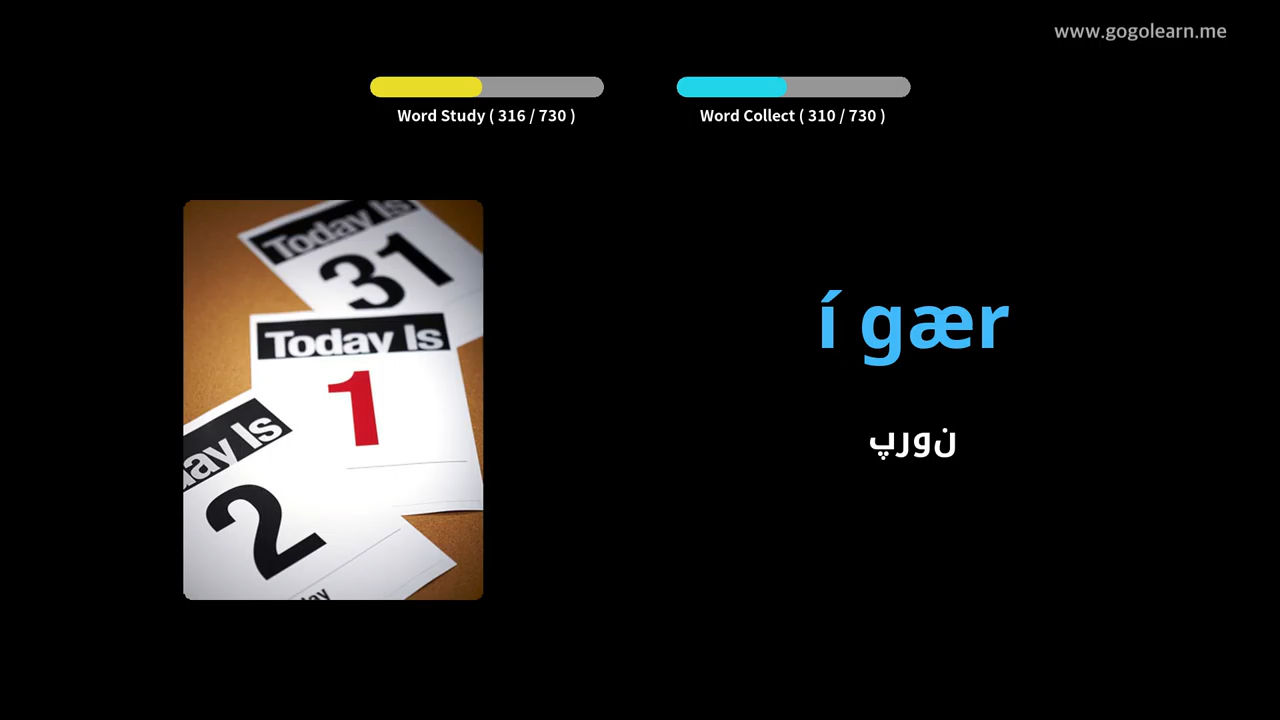 www.gogolearn.me
Word Study ( 316 / 730 )
Word Collect ( 310 / 730 )
Today Is
31
Today Is
1
ay Is
2
ay
í gær
پرون